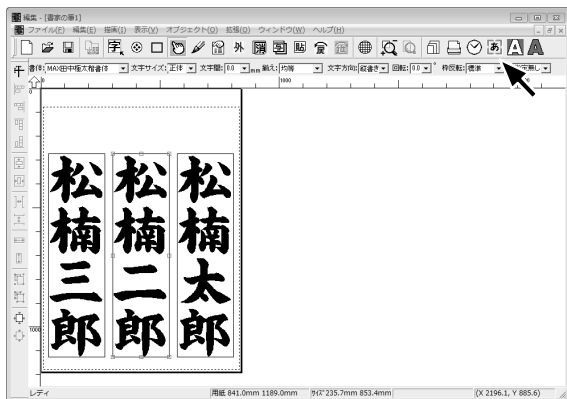 編集 - [書家の筆1]
ファイル(F) 編集(E) 描画(I) 表示(V) オブジェクト(O) 拡張(O) ウィンドウ(W) ヘルプ(H)
字 外 貼
あ A A
書体: MAX田中極太楷書体 文字サイズ: 正体 文字間: 0.0 mm 揃え: 均等 文字方向: 縦書き 回転: 0.0 ° 枠反転: 標準
0 1000
松楠太郎
松楠二郎
松楠三郎
1000
レディ 用紙 841.0mm 1189.0mm サイズ 235.7mm 853.4mm (X 2196.1, Y 885.6)